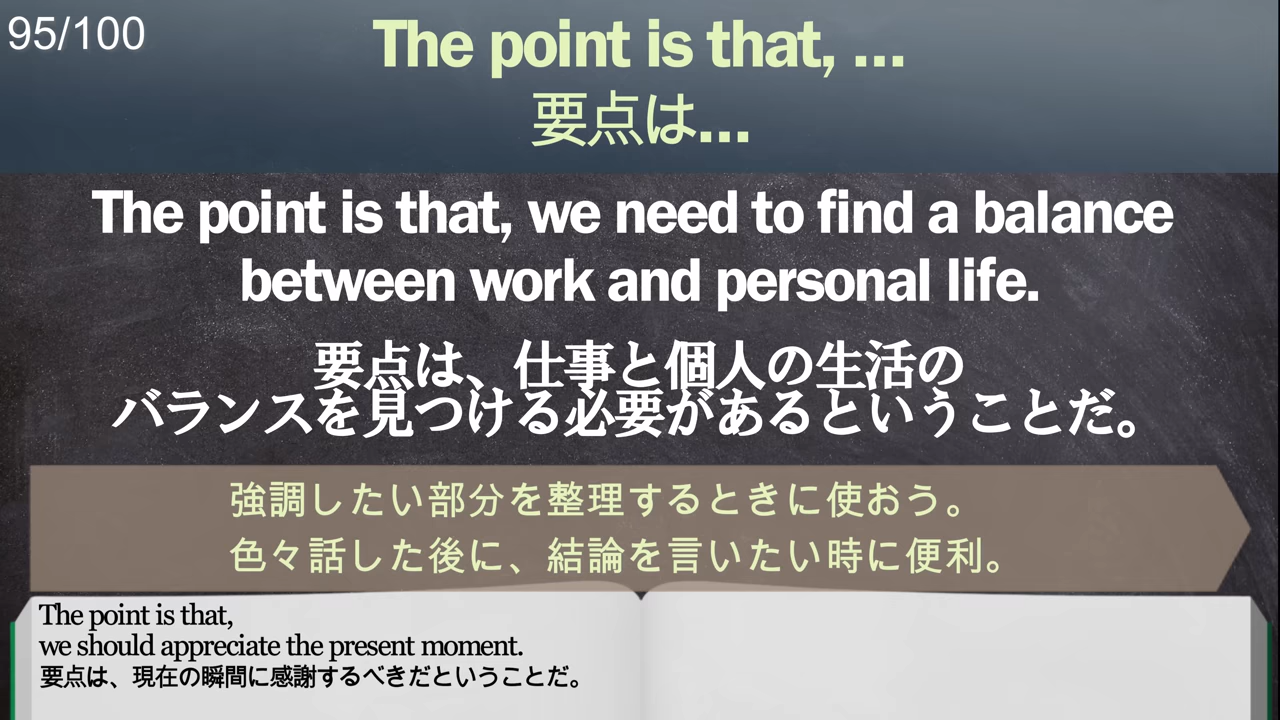 95/100
The point is that, ...
要点は...
The point is that, we need to find a balance
between work and personal life.
要点は、仕事と個人の生活の
バランスを見つける必要があるということだ。
強調したい部分を整理するときに使おう。
色々話した後に、結論を言いたい時に便利。
The point is that,
we should appreciate the present moment.
要点は、現在の瞬間に感謝するべきだということだ。